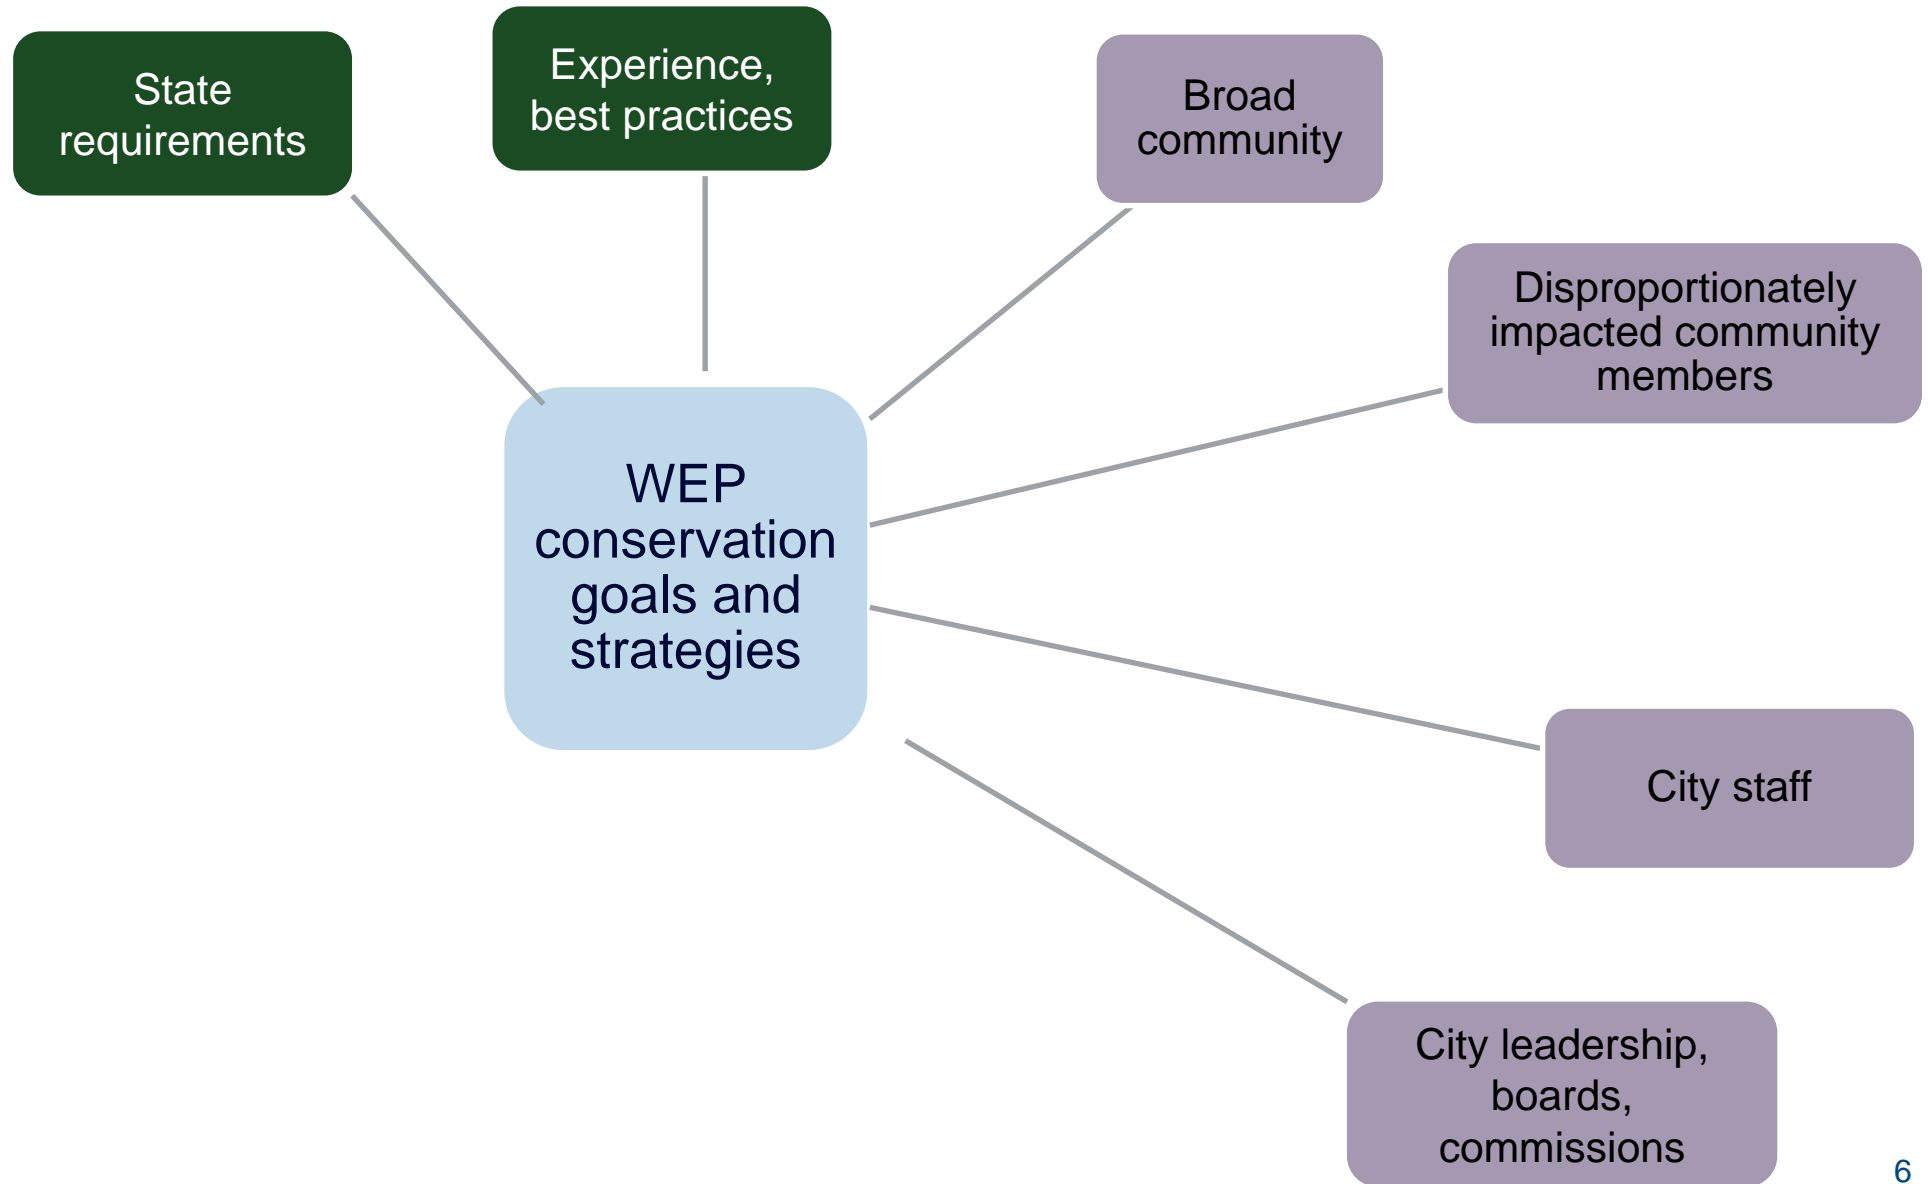 State
requirements
Experience,
best practices
Broad
community
Disproportionately
impacted community
members
WEP
conservation
goals and
strategies
City staff
City leadership,
boards,
commissions
6